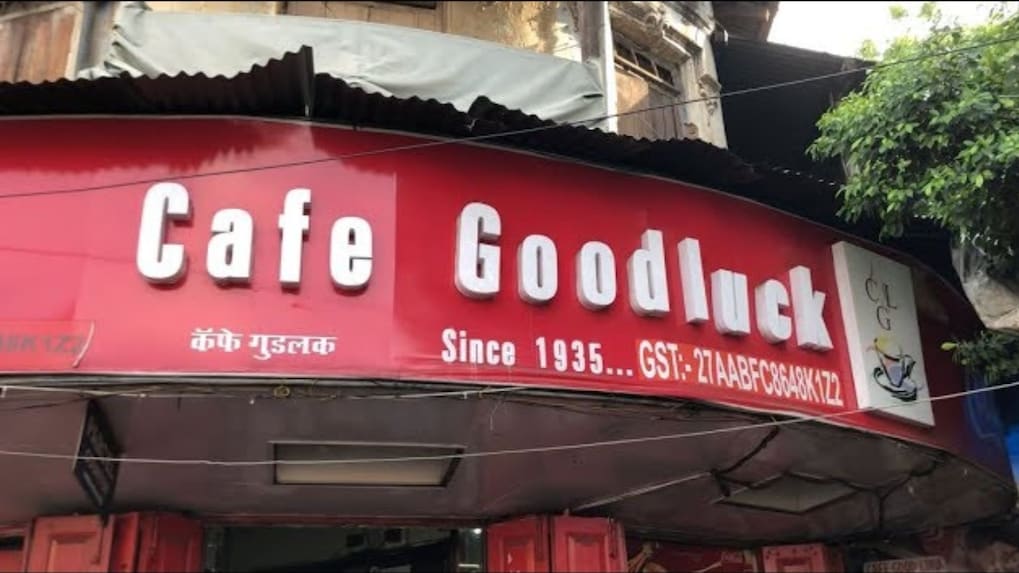 Cafe Goodluck
कॅफे गुडलक
Since 1935...
GST:- 27AABFC8648K1Z2
C
L
G